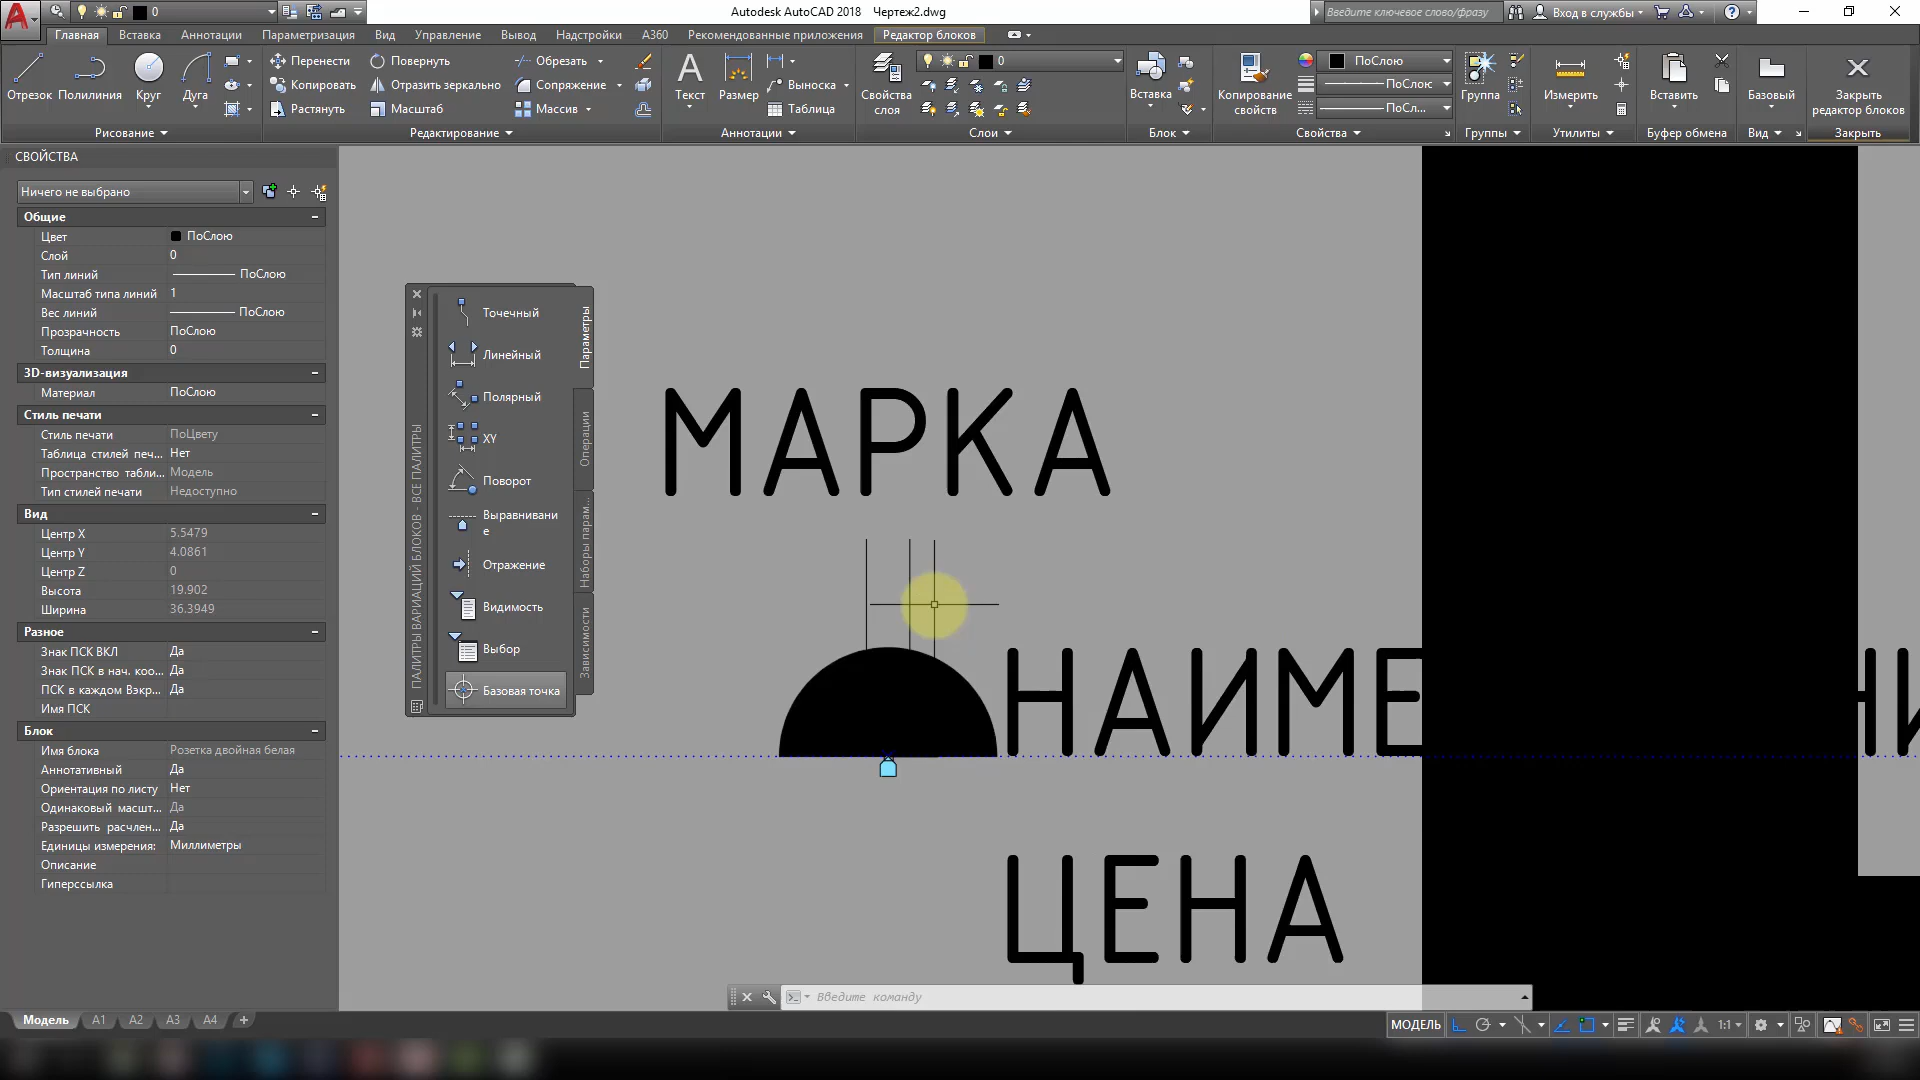 0
Autodesk AutoCAD 2018 Чертеж2.dwg
Введите ключевое слово/фразу
Вход в службы
Главная Вставка Аннотации Параметризация Вид Управление Вывод Надстройки A360 Рекомендованные приложения Редактор блоков
Отрезок
Полилиния
Круг
Дуга
Рисование
Перенести
Копировать
Растянуть
Повернуть
Отразить зеркально
Масштаб
Обрезать
Сопряжение
Массив
Редактирование
Текст
Размер
Выноска
Таблица
Аннотации
Свойства
слоя
0
Слои
Вставка
Блок
Копирование
свойств
ПоСлою
ПоСлок
ПоСл...
Свойства
Группа
Группы
Измерить
Утилиты
Вставить
Буфер обмена
Базовый
Вид
Закрыть
редактор блоков
Закрыть
СВОЙСТВА
Ничего не выбрано
Общие
Цвет ПоСлою
Слой 0
Тип линий ПоСлою
Масштаб типа линий 1
Вес линий ПоСлою
Прозрачность ПоСлою
Толщина 0
3D-визуализация
Материал ПоСлою
Стиль печати
Стиль печати ПоЦвету
Таблица стилей печ... Нет
Пространство табли... Модель
Тип стилей печати Недоступно
Вид
Центр X 5.5479
Центр Y 4.0861
Центр Z 0
Высота 19.902
Ширина 36.3949
Разное
Знак ПСК ВКЛ Да
Знак ПСК в нач. коо... Да
ПСК в каждом Вэкр... Да
Имя ПСК
Блок
Имя блока Розетка двойная белая
Аннотативный Да
Ориентация по листу Нет
Одинаковый масшт... Да
Разрешить расчлен... Да
Единицы измерения: Миллиметры
Описание
Гиперссылка
ПАЛИТРЫ ВАРИАЦИЙ БЛОКОВ - ВСЕ ПАЛИТРЫ
Точечный
Линейный
Полярный
XY
Поворот
Выравнивани
е
Отражение
Видимость
Выбор
Базовая точка
Параметры
Операции
Наборы парам...
Зависимости
МАРКА
НАИМЕ
НИ
ЦЕНА
Введите команду
Модель A1 A2 A3 A4 +
МОДЕЛЬ
1:1